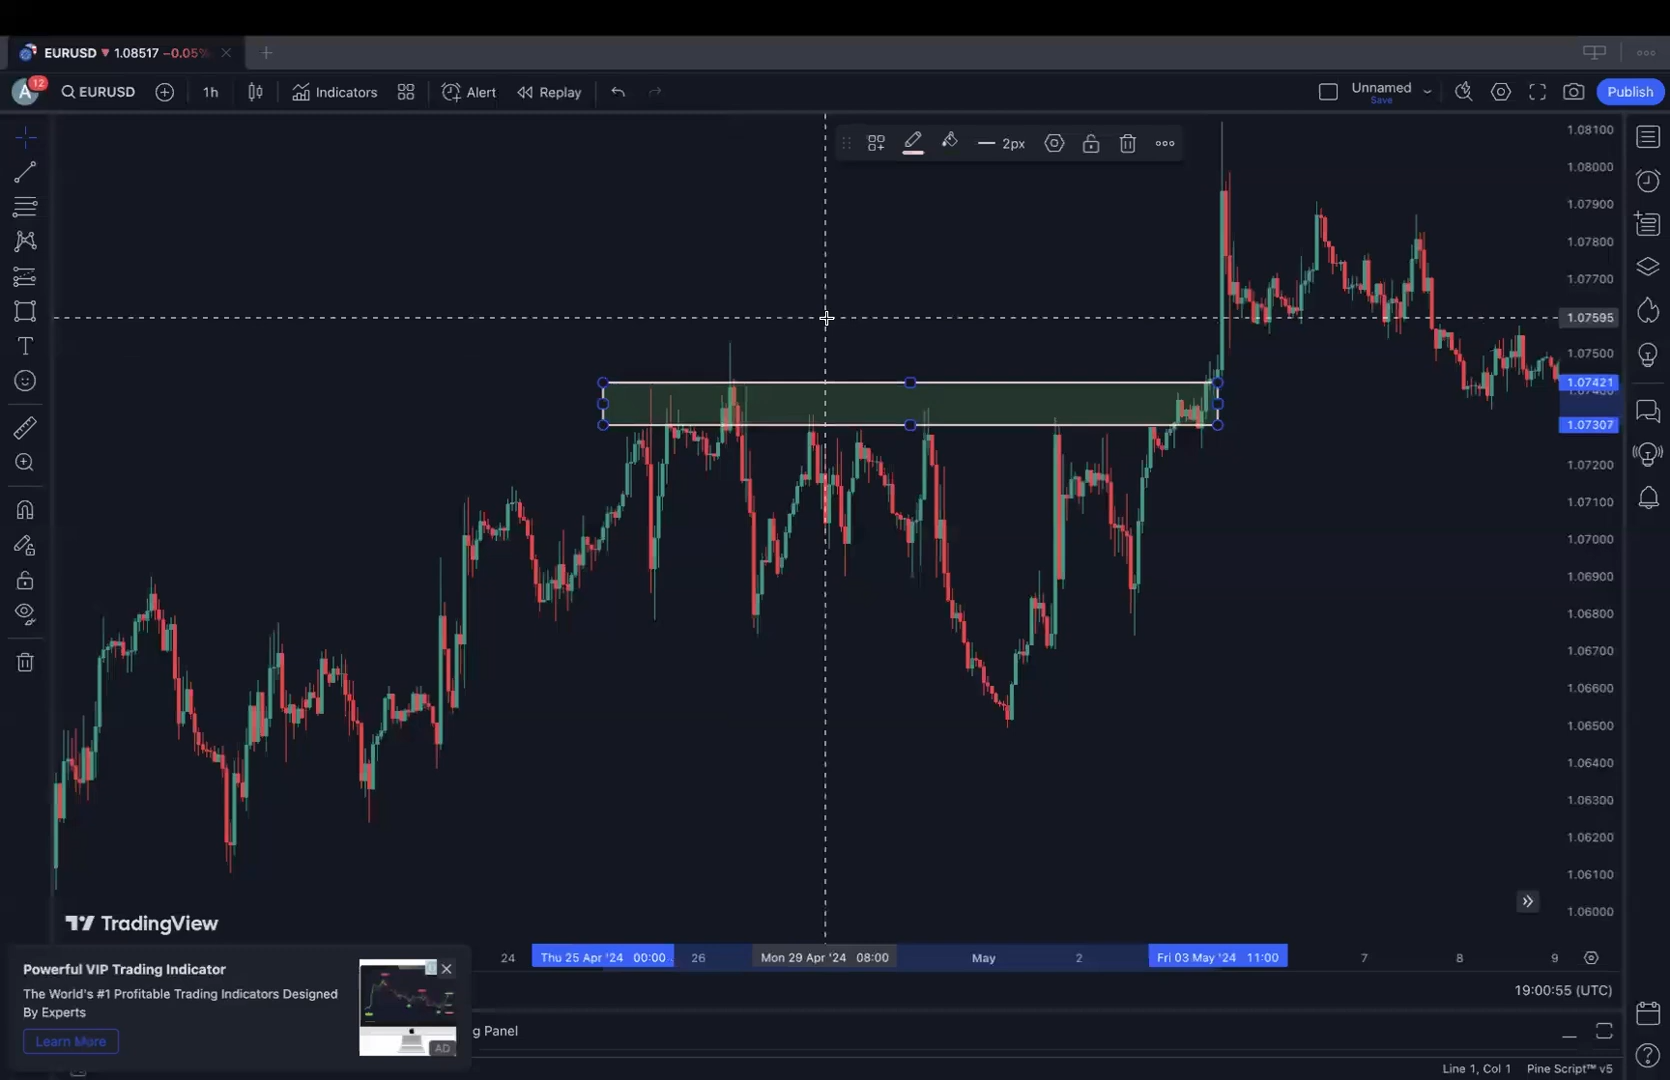 EURUSD 1.08517 −0.05%
12
A
EURUSD
1h
Indicators
Alert
Replay
Unnamed
Save
Publish
2px
1.08100
1.08000
1.07900
1.07800
1.07700
1.07595
1.07500
1.07421
1.07307
1.07200
1.07100
1.07000
1.06900
1.06800
1.06700
1.06600
1.06500
1.06400
1.06300
1.06200
1.06100
1.06000
TradingView
24
Thu 25 Apr '24 00:00
26
Mon 29 Apr '24 08:00
May
2
Fri 03 May '24 11:00
7
8
9
Powerful VIP Trading Indicator
The World's #1 Profitable Trading Indicators Designed
By Experts
Learn More
AD
19:00:55 (UTC)
g Panel
Line 1, Col 1 Pine Script™ v5